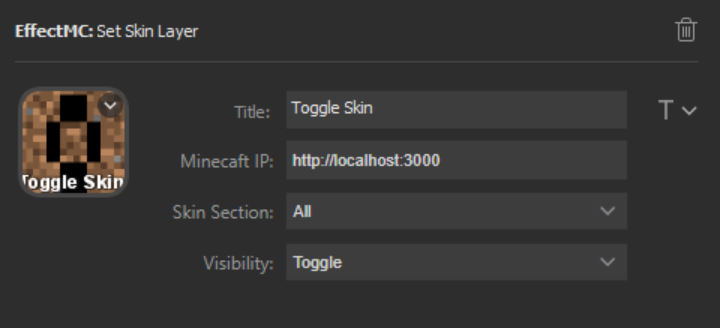 EffectMC: Set Skin Layer
Toggle Skin
Title: Toggle Skin
T
Minecaft IP: http://localhost:3000
Skin Section: All
Visibility: Toggle